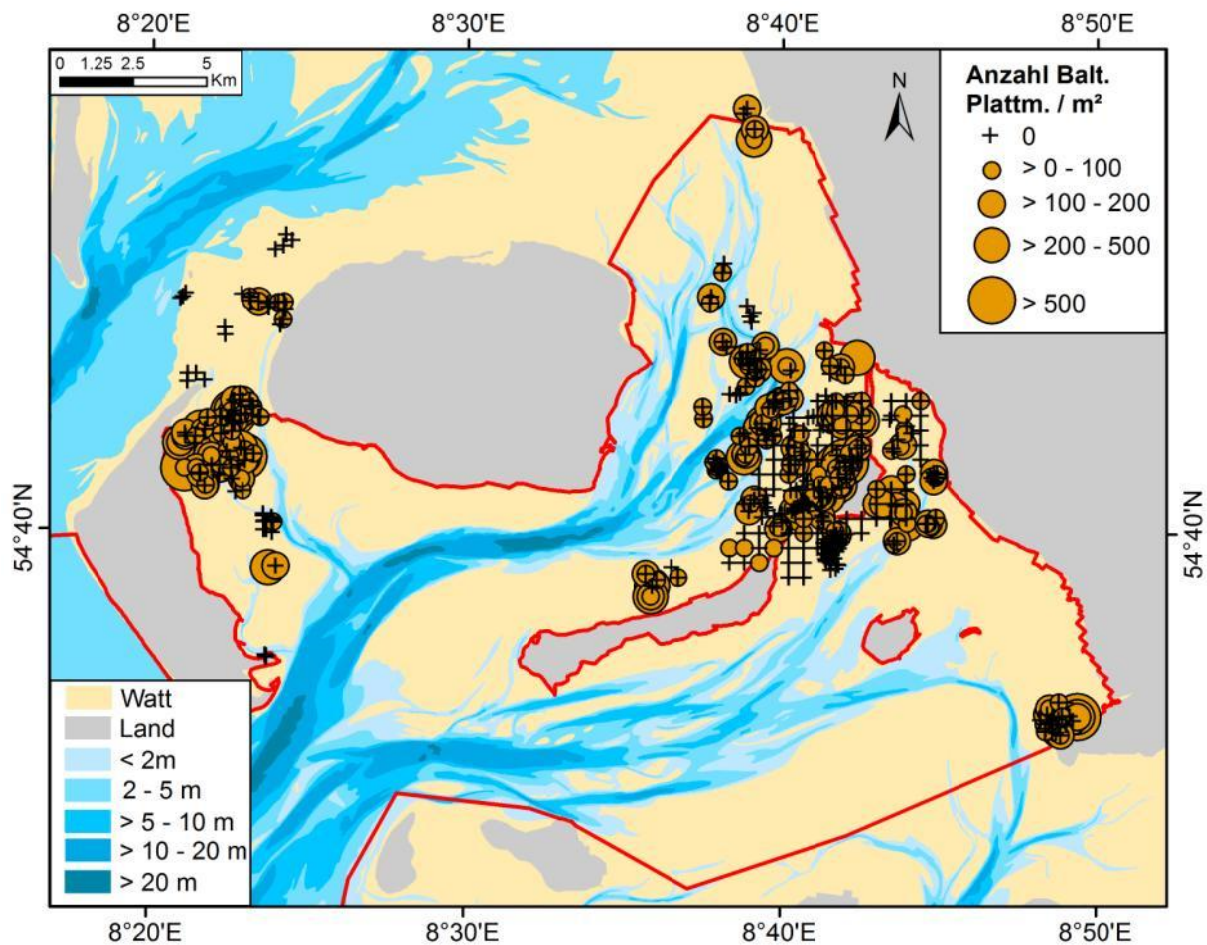 8°20'E 8°30'E 8°40'E 8°50'E
0 1.25 2.5 5
Km
N
Anzahl Balt.
Plattm. / m²
0
> 0 - 100
> 100 - 200
> 200 - 500
> 500
54°40'N
54°40'N
Watt
Land
< 2m
2 - 5 m
> 5 - 10 m
> 10 - 20 m
> 20 m
8°20'E 8°30'E 8°40'E 8°50'E